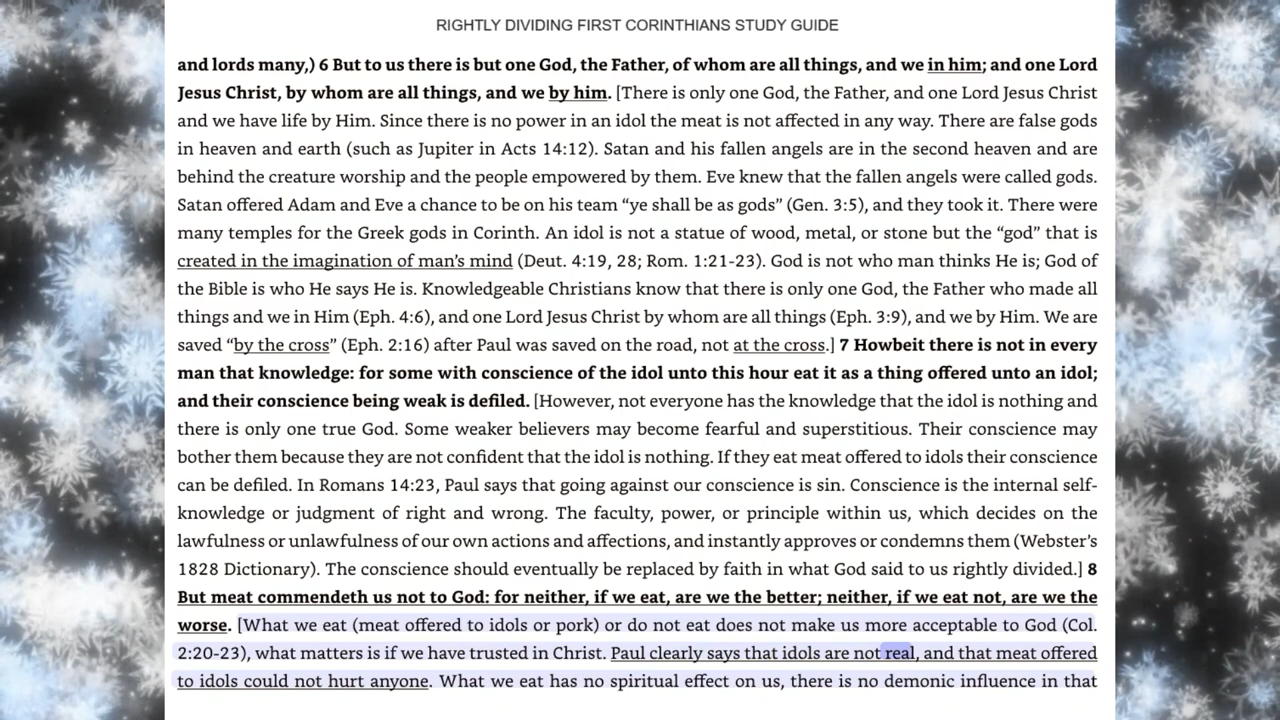 RIGHTLY DIVIDING FIRST CORINTHIANS STUDY GUIDE
and lords many,) 6 But to us there is but one God, the Father, of whom are all things, and we in him; and one Lord
Jesus Christ, by whom are all things, and we by him. [There is only one God, the Father, and one Lord Jesus Christ
and we have life by Him. Since there is no power in an idol the meat is not affected in any way. There are false gods
in heaven and earth (such as Jupiter in Acts 14:12). Satan and his fallen angels are in the second heaven and are
behind the creature worship and the people empowered by them. Eve knew that the fallen angels were called gods.
Satan offered Adam and Eve a chance to be on his team “ye shall be as gods” (Gen. 3:5), and they took it. There were
many temples for the Greek gods in Corinth. An idol is not a statue of wood, metal, or stone but the “god” that is
created in the imagination of man’s mind (Deut. 4:19, 28; Rom. 1:21-23). God is not who man thinks He is; God of
the Bible is who He says He is. Knowledgeable Christians know that there is only one God, the Father who made all
things and we in Him (Eph. 4:6), and one Lord Jesus Christ by whom are all things (Eph. 3:9), and we by Him. We are
saved “by the cross” (Eph. 2:16) after Paul was saved on the road, not at the cross.] 7 Howbeit there is not in every
man that knowledge: for some with conscience of the idol unto this hour eat it as a thing offered unto an idol;
and their conscience being weak is defiled. [However, not everyone has the knowledge that the idol is nothing and
there is only one true God. Some weaker believers may become fearful and superstitious. Their conscience may
bother them because they are not confident that the idol is nothing. If they eat meat offered to idols their conscience
can be defiled. In Romans 14:23, Paul says that going against our conscience is sin. Conscience is the internal self-
knowledge or judgment of right and wrong. The faculty, power, or principle within us, which decides on the
lawfulness or unlawfulness of our own actions and affections, and instantly approves or condemns them (Webster’s
1828 Dictionary). The conscience should eventually be replaced by faith in what God said to us rightly divided.] 8
But meat commendeth us not to God: for neither, if we eat, are we the better; neither, if we eat not, are we the
worse. [What we eat (meat offered to idols or pork) or do not eat does not make us more acceptable to God (Col.
2:20-23), what matters is if we have trusted in Christ. Paul clearly says that idols are not real, and that meat offered
to idols could not hurt anyone. What we eat has no spiritual effect on us, there is no demonic influence in that